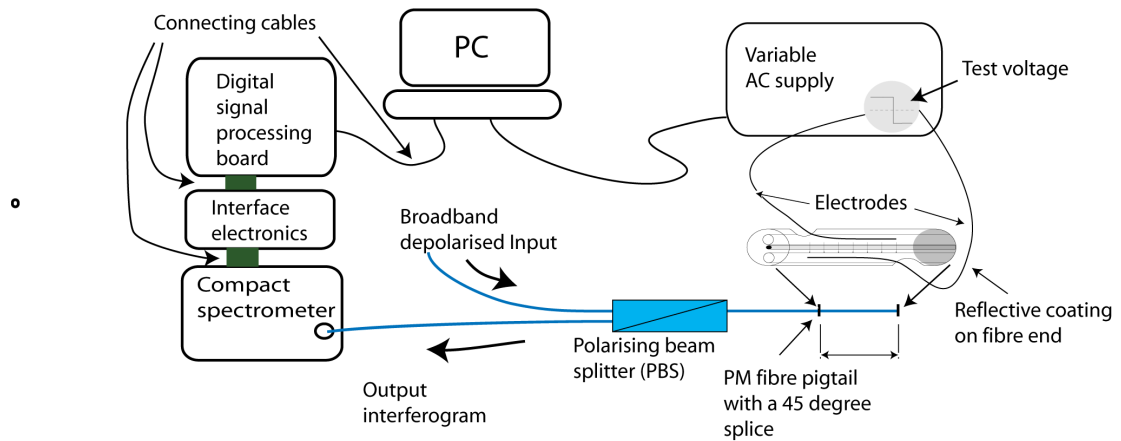 Connecting cables
PC
Variable
AC supply
Test voltage
Digital
signal
processing
board
Interface
electronics
Electrodes
Broadband
depolarised Input
Compact
spectrometer
Reflective coating
on fibre end
Polarising beam
splitter (PBS)
PM fibre pigtail
with a 45 degree
splice
Output
interferogram